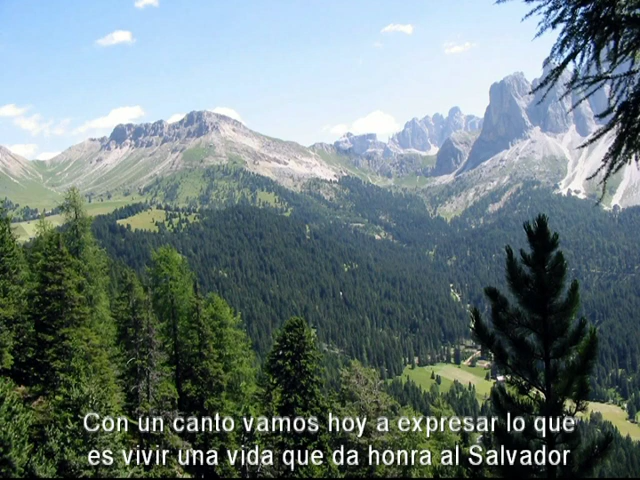 Con un canto vamos hoy a expresar lo que
es vivir una vida que da honra al Salvador